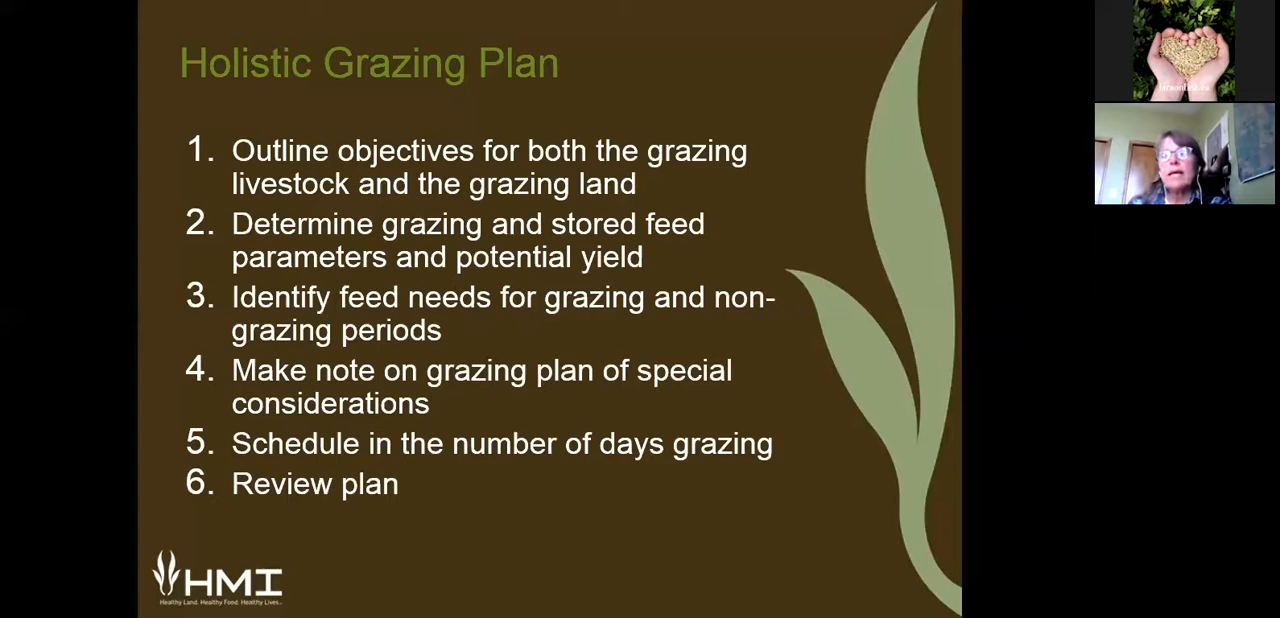 Holistic Grazing Plan
1. Outline objectives for both the grazing
livestock and the grazing land
2. Determine grazing and stored feed
parameters and potential yield
3. Identify feed needs for grazing and non-
grazing periods
4. Make note on grazing plan of special
considerations
5. Schedule in the number of days grazing
6. Review plan
HMI
Healthy Land. Healthy Food. Healthy Lives.